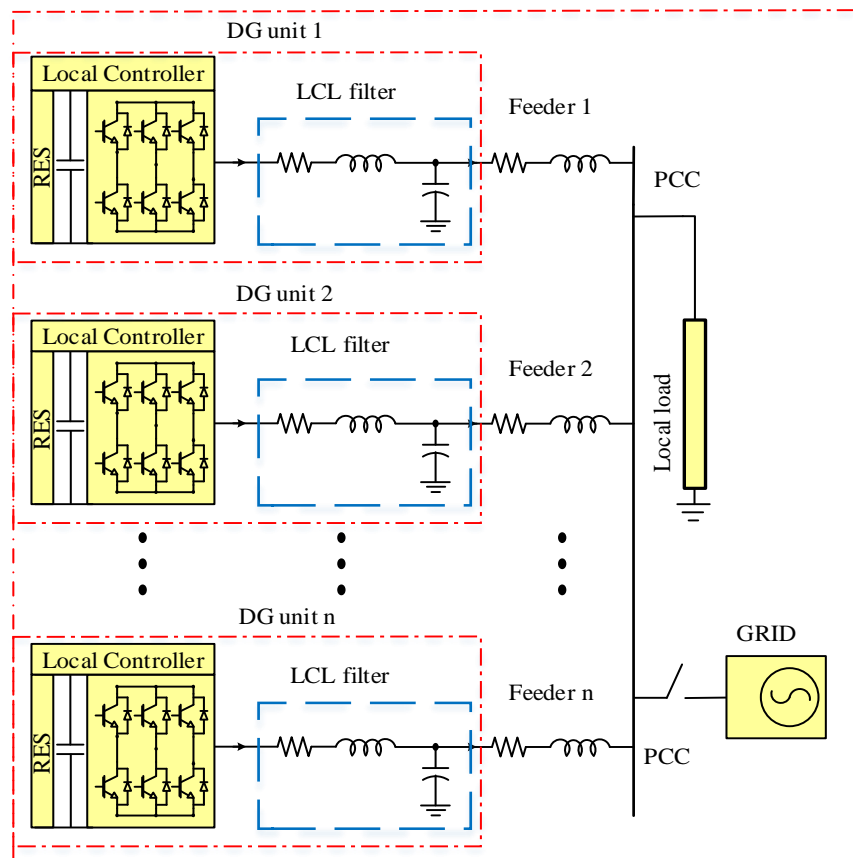 DG unit 1
Local Controller
RES
LCL filter
Feeder 1
PCC
DG unit 2
Local Controller
RES
LCL filter
Feeder 2
Local load
DG unit n
Local Controller
RES
LCL filter
Feeder n
GRID
PCC